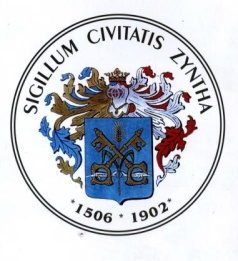 SIGILLUM CIVITATIS ZYNTHA
* 1506 * 1902 *